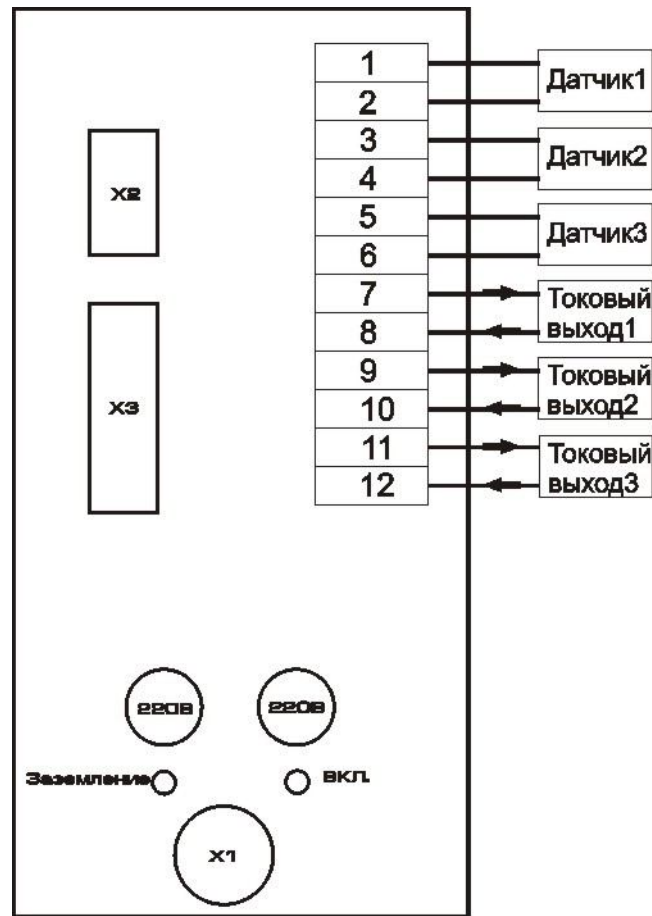 1
2
3
4
5
6
7
8
9
10
11
12
Датчик1
Датчик2
Датчик3
Токовый
выход1
Токовый
выход2
Токовый
выход3
X2
X3
220В
220В
Заземление
ВКЛ.
X1